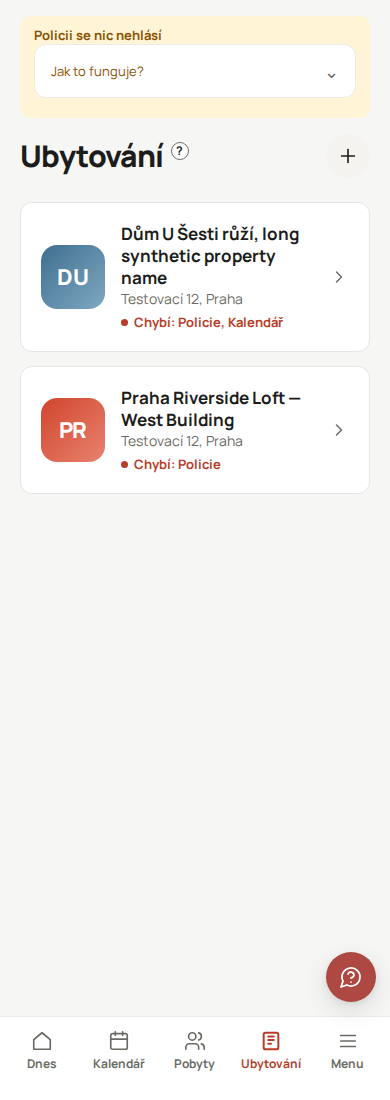 Policii se nic nehlásí
Jak to funguje?
Ubytování ?
DU
Dům U Šesti růží, long
synthetic property
name
Testovací 12, Praha
Chybí: Policie, Kalendář
PR
Praha Riverside Loft —
West Building
Testovací 12, Praha
Chybí: Policie
Dnes
Kalendář
Pobyty
Ubytování
Menu